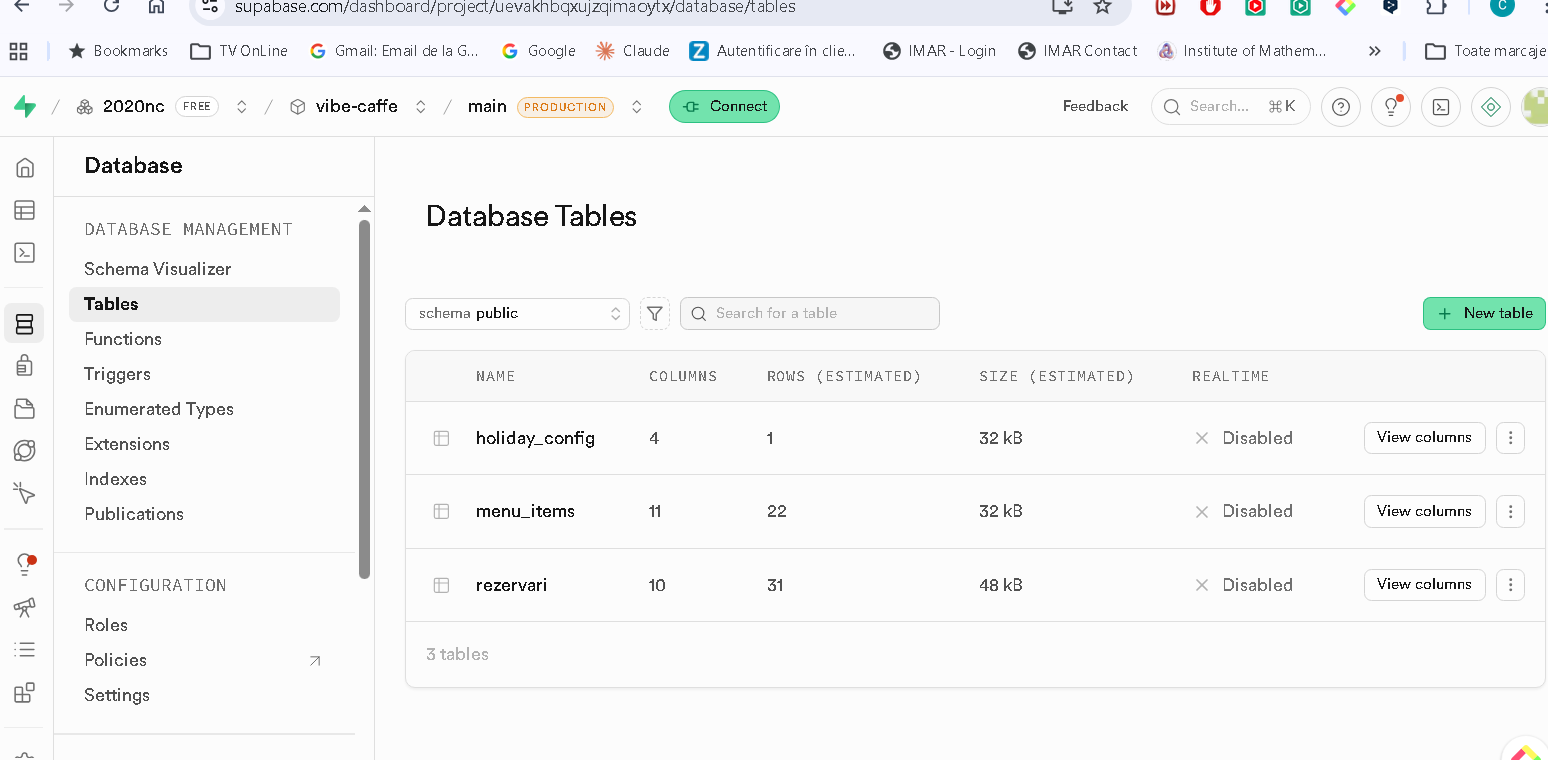 supabase.com/dashboard/project/uevakhbqxujzqimaoytx/database/tables
C
Bookmarks TV OnLine Gmail: Email de la G... Google Claude Autentificare în clie... IMAR - Login IMAR Contact Institute of Mathem... » Toate marcaje
/ 2020nc FREE / vibe-caffe / main PRODUCTION Connect Feedback Search... ⌘K
Database
DATABASE MANAGEMENT
Schema Visualizer
Tables
Functions
Triggers
Enumerated Types
Extensions
Indexes
Publications
CONFIGURATION
Roles
Policies
Settings
Database Tables
schema public Search for a table + New table
NAME COLUMNS ROWS (ESTIMATED) SIZE (ESTIMATED) REALTIME
holiday_config 4 1 32 kB Disabled View columns
menu_items 11 22 32 kB Disabled View columns
rezervari 10 31 48 kB Disabled View columns
3 tables